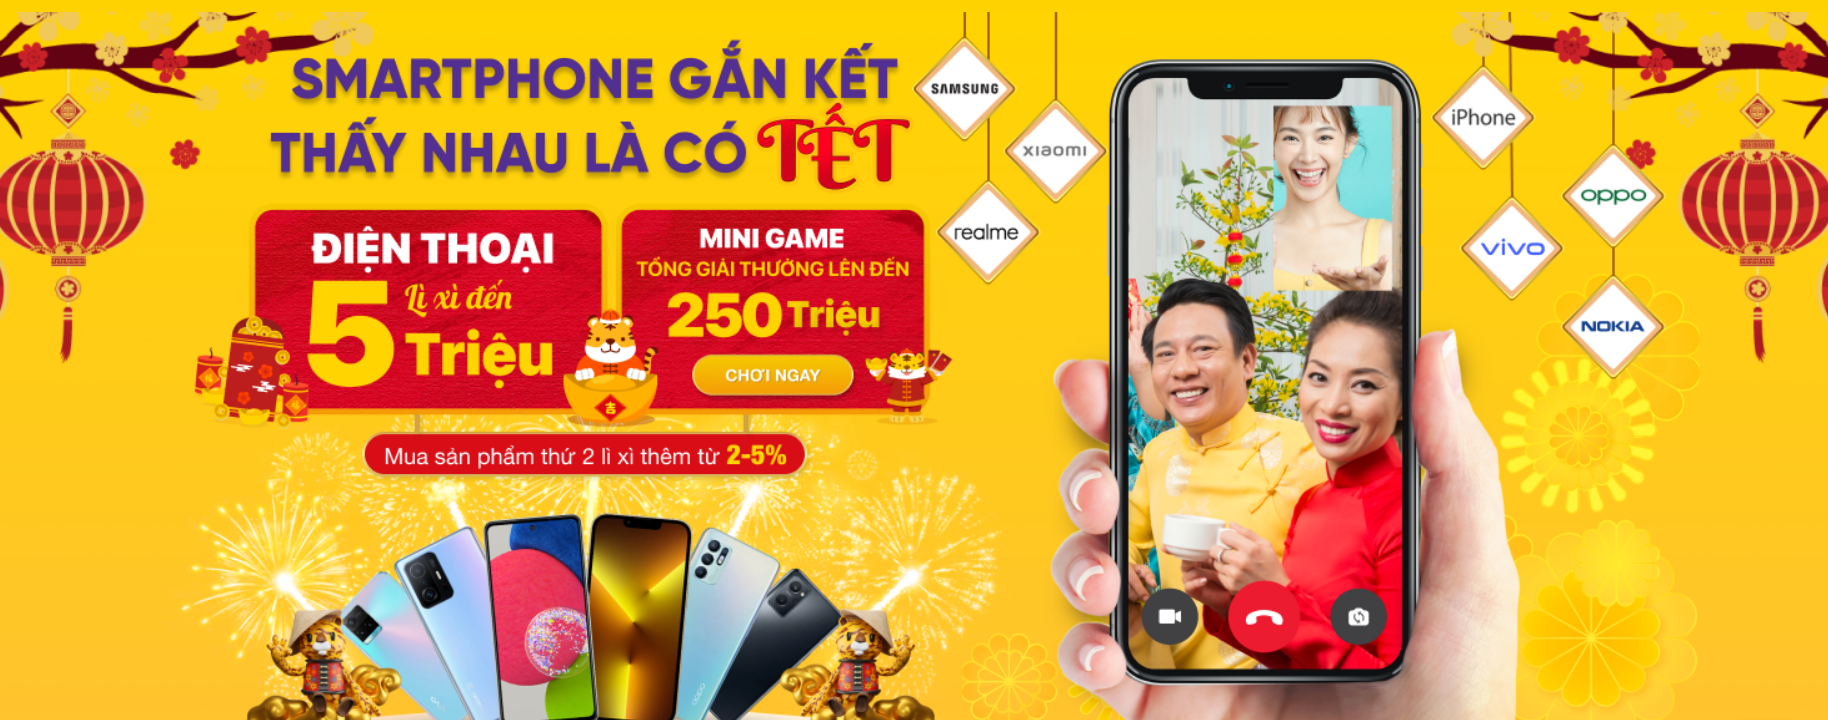 SMARTPHONE GẮN KẾT
THẤY NHAU LÀ CÓ TẾT
ĐIỆN THOẠI
Lì xì đến
5 Triệu
MINI GAME
TỔNG GIẢI THƯỞNG LÊN ĐẾN
250 Triệu
CHƠI NGAY
Mua sản phẩm thứ 2 lì xì thêm từ 2-5%
SAMSUNG
xiaomi
realme
iPhone
oppo
vivo
NOKIA
吉
oppo